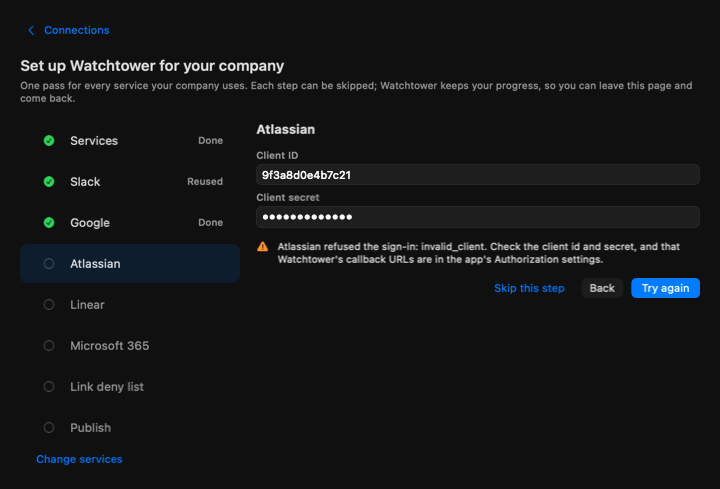 Connections
Set up Watchtower for your company
One pass for every service your company uses. Each step can be skipped; Watchtower keeps your progress, so you can leave this page and
come back.
Services Done
Slack Reused
Google Done
Atlassian
Linear
Microsoft 365
Link deny list
Publish
Change services
Atlassian
Client ID
9f3a8d0e4b7c21
Client secret
•••••••••••••
Atlassian refused the sign-in: invalid_client. Check the client id and secret, and that
Watchtower's callback URLs are in the app's Authorization settings.
Skip this step Back Try again